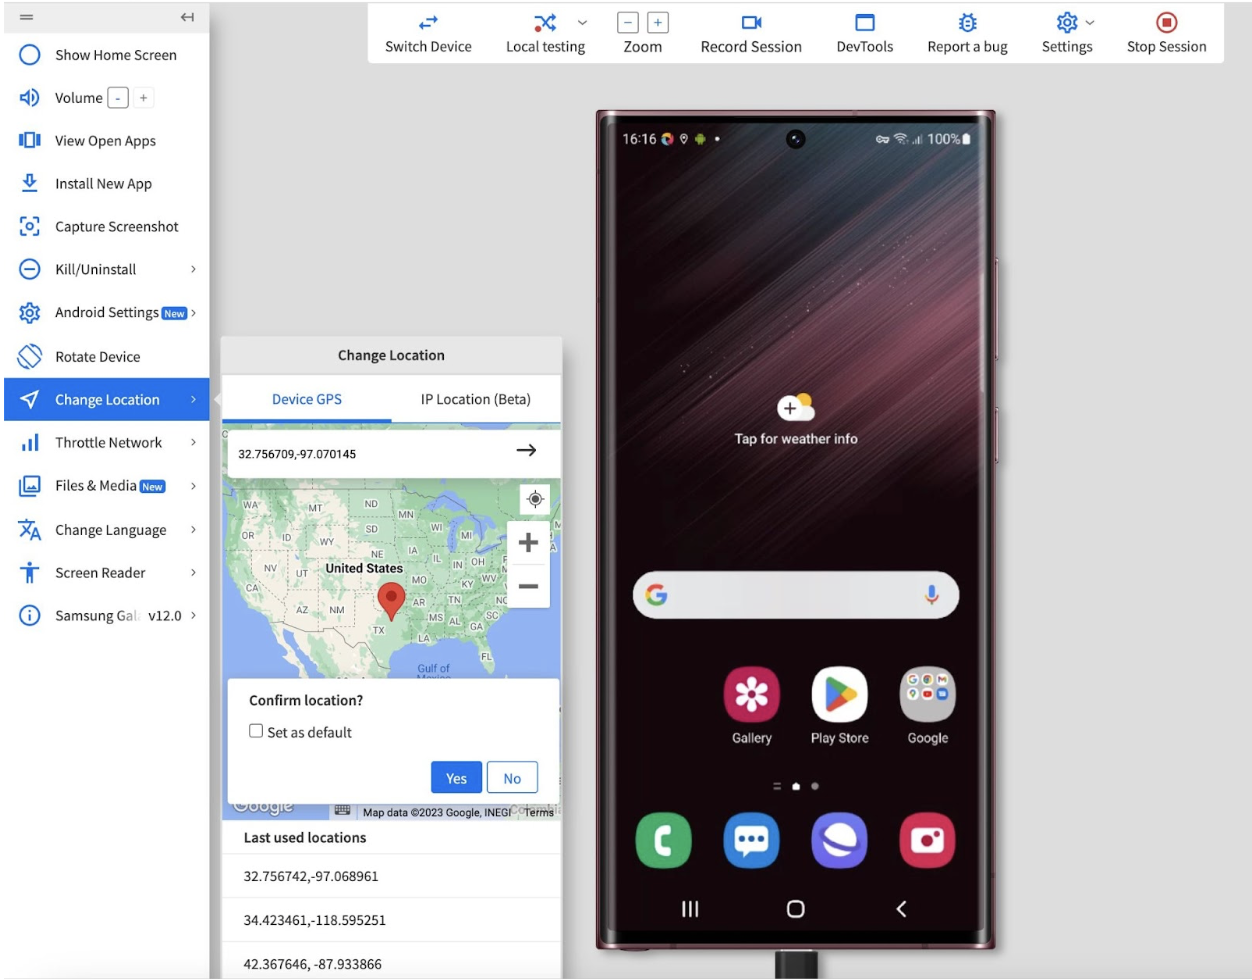 Switch Device
Local testing
- +
Zoom
Record Session
DevTools
Report a bug
Settings
Stop Session
Show Home Screen
Volume - +
View Open Apps
Install New App
Capture Screenshot
Kill/Uninstall
Android Settings New
Rotate Device
Change Location
Throttle Network
Files & Media New
Change Language
Screen Reader
Samsung Gal v12.0
Change Location
Device GPS IP Location (Beta)
32.756709,-97.070145
WA
MT
ND
MN
OR
ID
SD
WI
MI
WY
NE
IA
NV
UT
United States
IL
IN
OH
CA
MO
KY
WV
AZ
NM
AR
TN
NC
TX
MS
AL
SC
LA
GA
FL
Gulf of
Mexico
Confirm location?
Set as default
Yes No
Google
Map data ©2023 Google, INEGI
Terms
Last used locations
32.756742,-97.068961
34.423461,-118.595251
42.367646, -87.933866
16:16
100%
Tap for weather info
G
Gallery
Play Store
Google